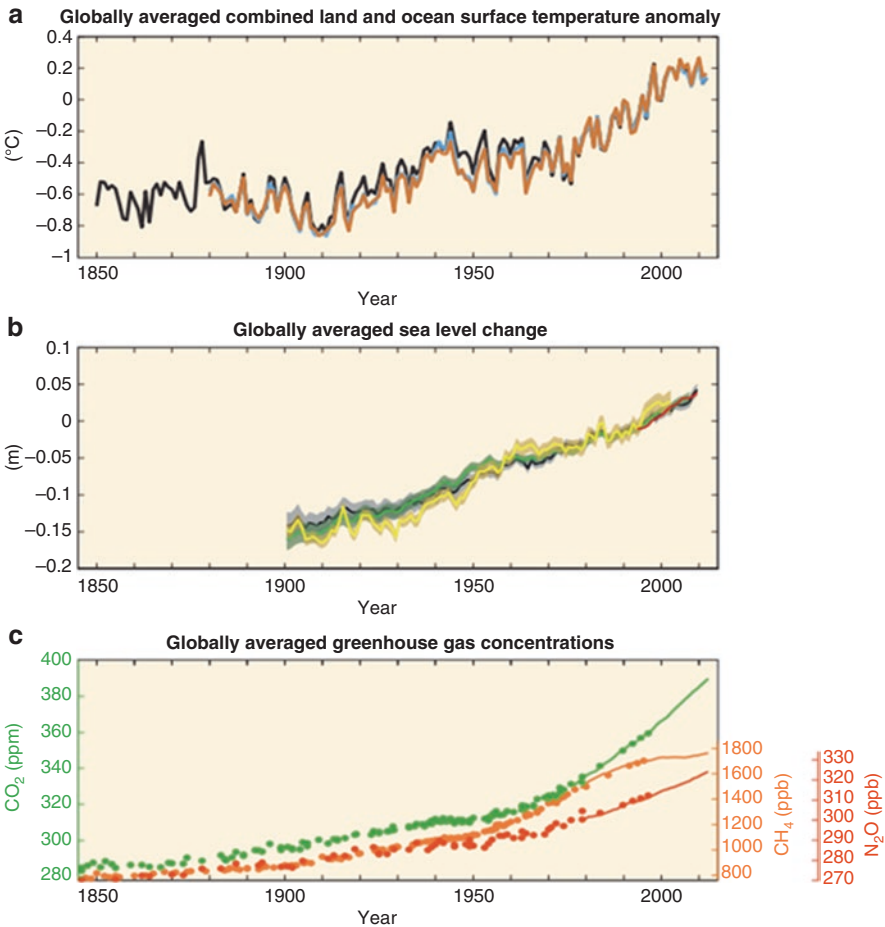 a Globally averaged combined land and ocean surface temperature anomaly
0.4
0.2
0
−0.2
−0.4
−0.6
−0.8
−1
(°C)
1850 1900 1950 2000
Year
b Globally averaged sea level change
0.1
0.05
0
−0.05
−0.1
−0.15
−0.2
(m)
1850 1900 1950 2000
Year
c Globally averaged greenhouse gas concentrations
400
380
360
340
320
300
280
CO₂ (ppm)
1800
1600
1400
1200
1000
800
CH₄ (ppb)
330
320
310
300
290
280
270
N₂O (ppb)
1850 1900 1950 2000
Year